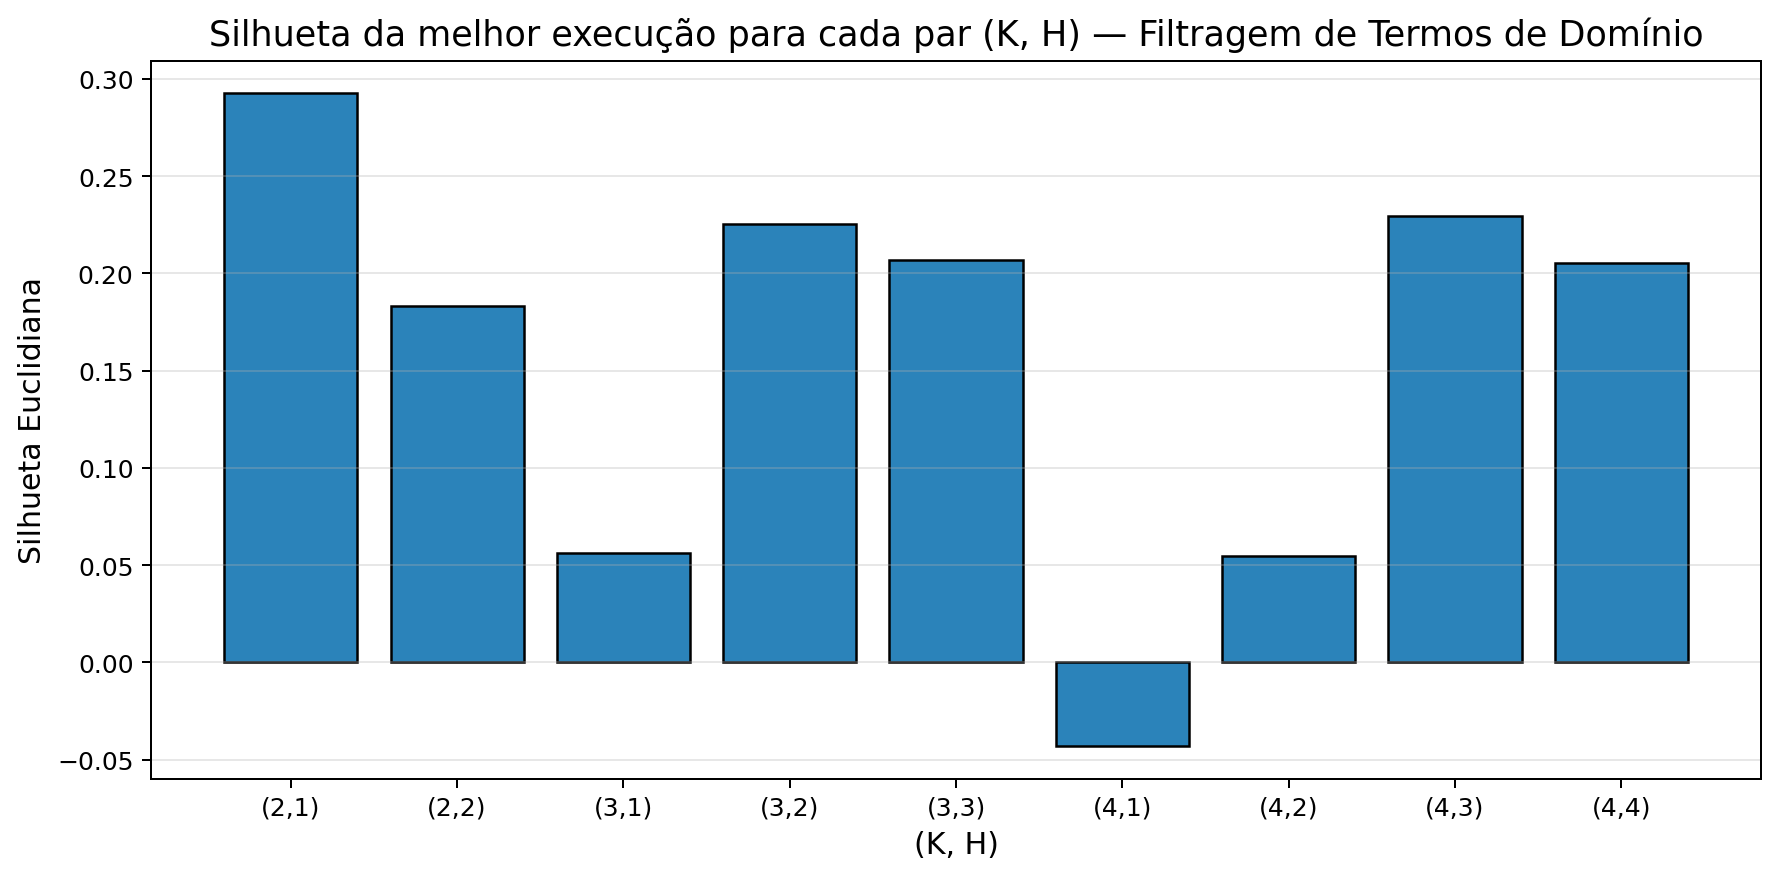 Silhueta da melhor execução para cada par (K, H) — Filtragem de Termos de Domínio
Silhueta Euclidiana
0.30
0.25
0.20
0.15
0.10
0.05
0.00
−0.05
(2,1) (2,2) (3,1) (3,2) (3,3) (4,1) (4,2) (4,3) (4,4)
(K, H)